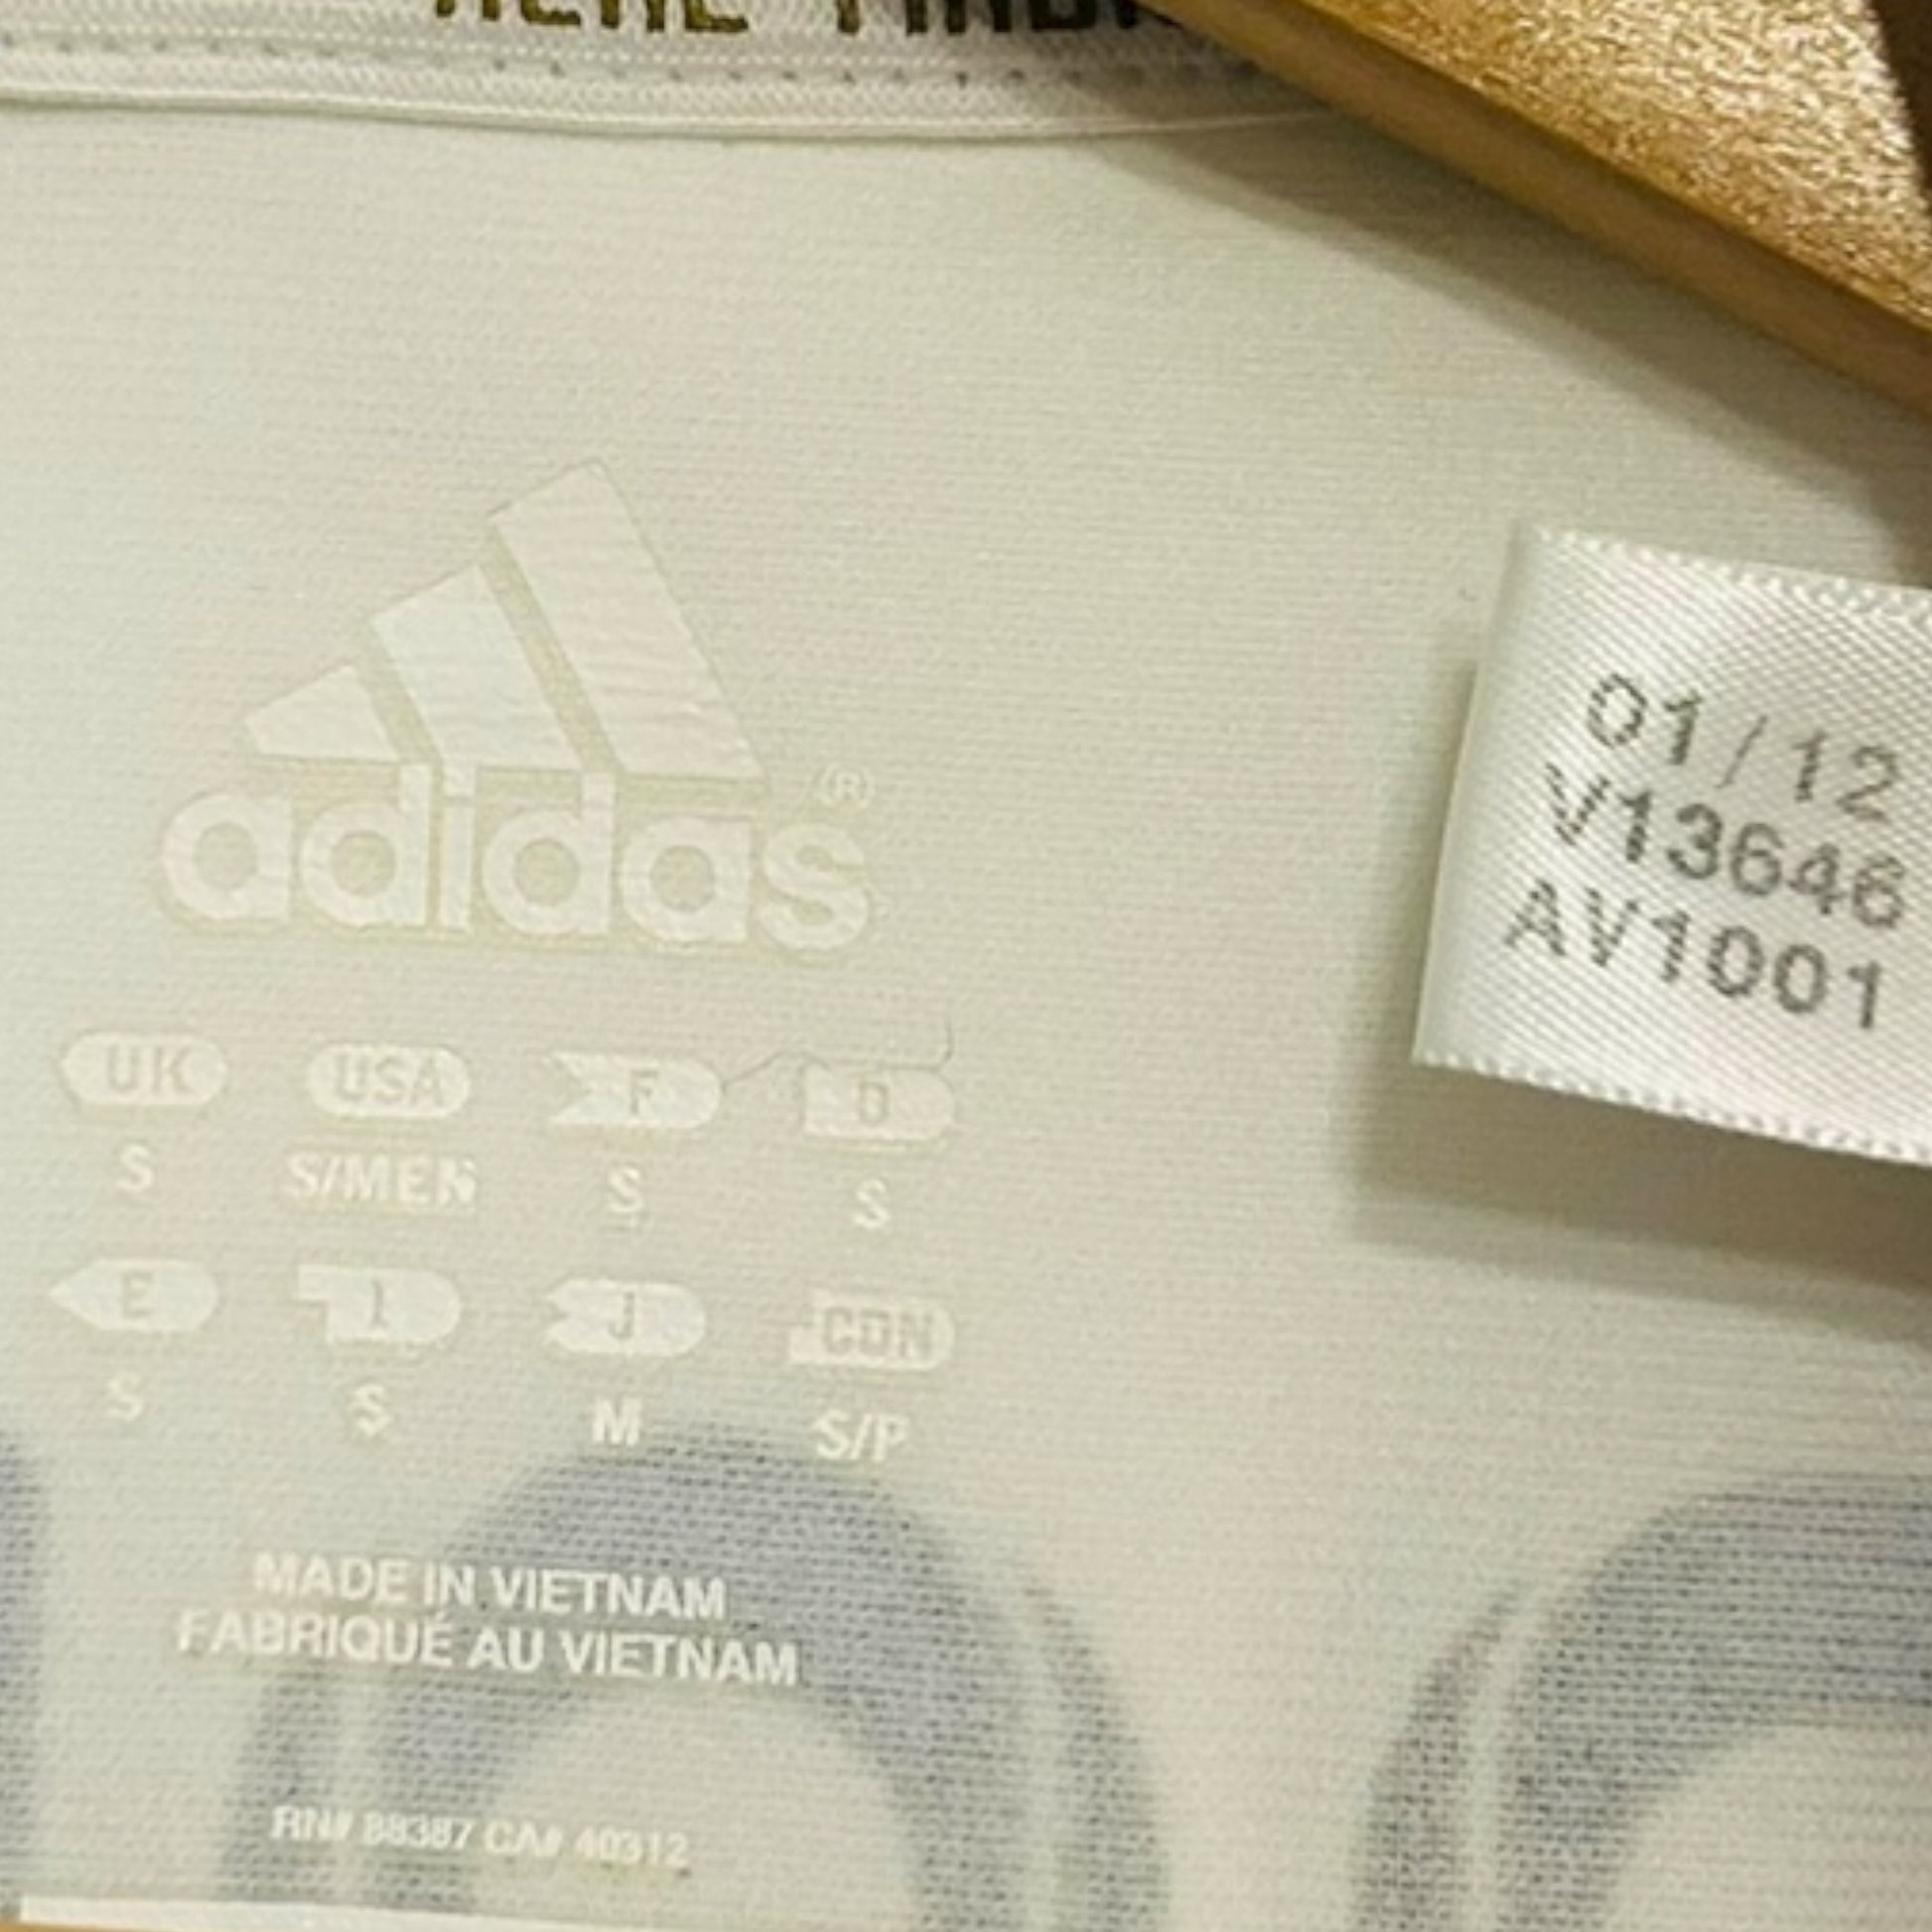 adidas®
UK USA F D
S S/MEN S S
E I J CDN
S S M S/P
MADE IN VIETNAM
FABRIQUÉ AU VIETNAM
RN# 88387 CA# 40312
01/12
V13646
AV1001